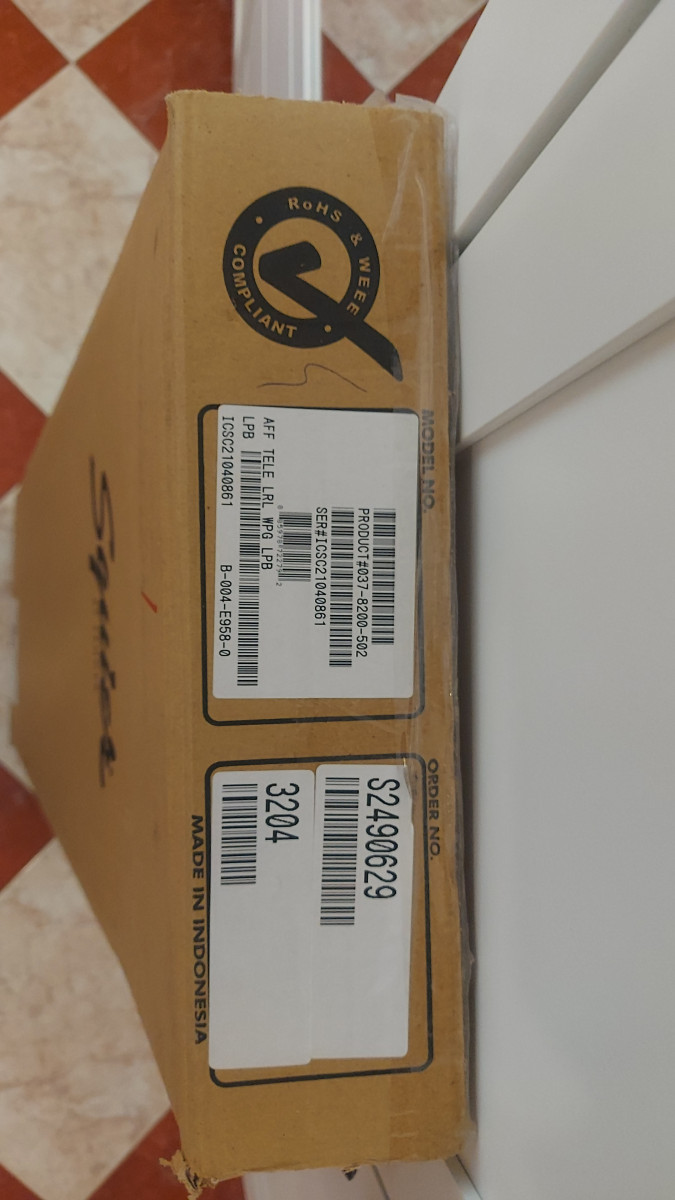 RoHS & WEEE
COMPLIANT
MODEL NO.
PRODUCT#037-8200-502
SER#ICSC21040861
AFF TELE LRL WPG LPB
LPB
ICSC21040861 B-004-E958-0
ORDER NO.
S2490629
3204
MADE IN INDONESIA